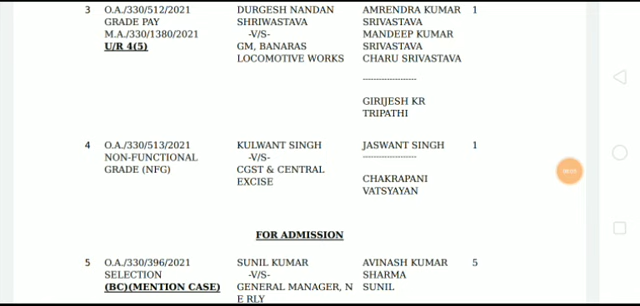 3 O.A./330/512/2021 DURGESH NANDAN AMRENDRA KUMAR 1
GRADE PAY SHRIWASTAVA SRIVASTAVA
M.A./330/1380/2021 -V/S- MANDEEP KUMAR
U/R 4(5) GM, BANARAS SRIVASTAVA
LOCOMOTIVE WORKS CHARU SRIVASTAVA
--------------------
GIRIJESH KR
TRIPATHI
4 O.A./330/513/2021 KULWANT SINGH JASWANT SINGH 1
NON-FUNCTIONAL -V/S- --------------------
GRADE (NFG) CGST & CENTRAL CHAKRAPANI
EXCISE VATSYAYAN
FOR ADMISSION
5 O.A./330/396/2021 SUNIL KUMAR AVINASH KUMAR 5
SELECTION -V/S- SHARMA
(BC)(MENTION CASE) GENERAL MANAGER, N SUNIL
E RLY